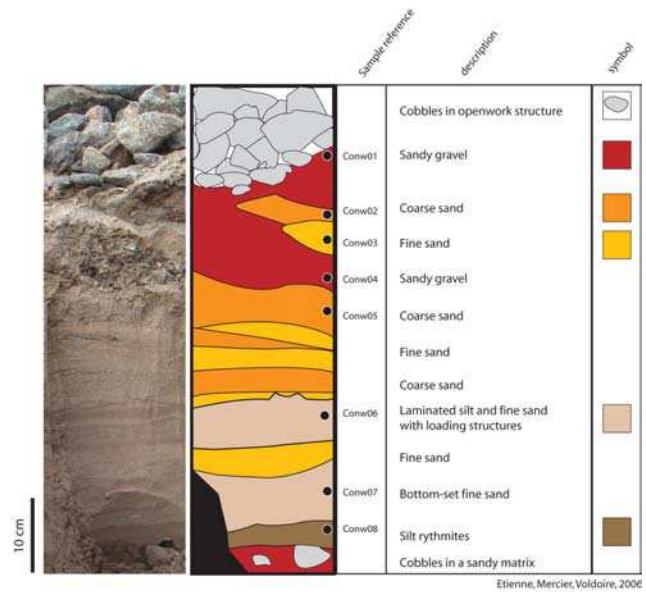 Sample reference
description
symbol
Cobbles in openwork structure
Conw01 Sandy gravel
Conw02 Coarse sand
Conw03 Fine sand
Conw04 Sandy gravel
Conw05 Coarse sand
Fine sand
Coarse sand
Conw06 Laminated silt and fine sand
with loading structures
Fine sand
Conw07 Bottom-set fine sand
Conw08 Silt rythmites
Cobbles in a sandy matrix
10 cm
Etienne, Mercier, Voldoire, 2006